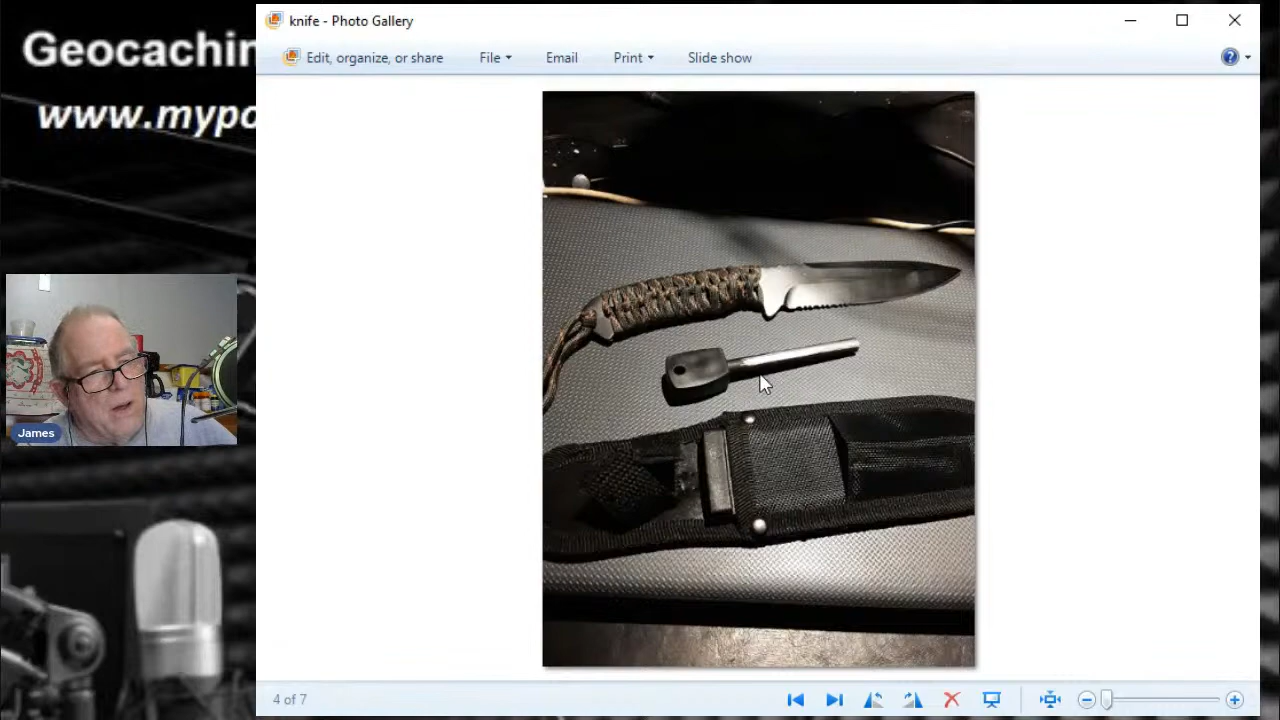 Geocachin
www.mypo
James
knife - Photo Gallery
Edit, organize, or share
File
Email
Print
Slide show
?
4 of 7